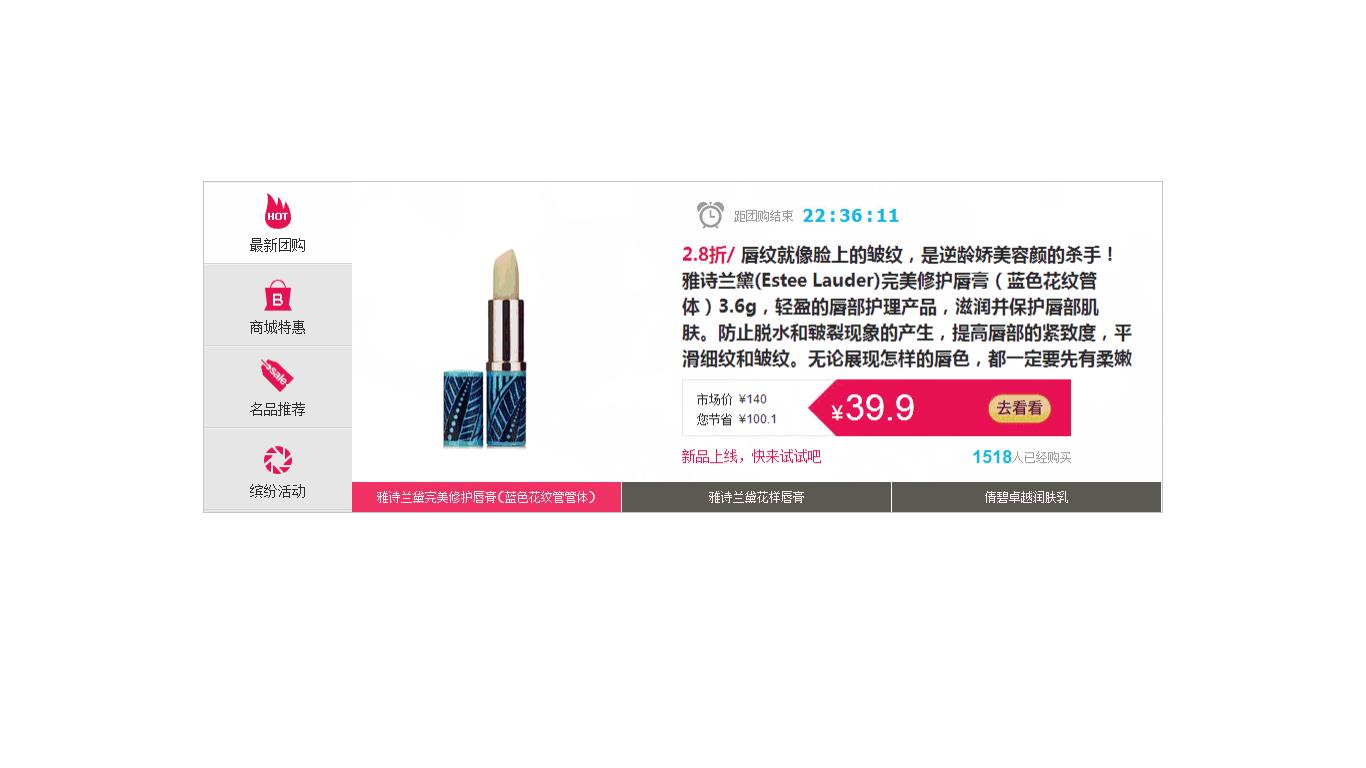 HOT
最新团购
B
商城特惠
sale
名品推荐
缤纷活动
距团购结束 22:36:11
2.8折/ 唇纹就像脸上的皱纹，是逆龄娇美容颜的杀手！
雅诗兰黛(Estee Lauder)完美修护唇膏（蓝色花纹管
体）3.6g，轻盈的唇部护理产品，滋润并保护唇部肌
肤。防止脱水和皲裂现象的产生，提高唇部的紧致度，平
滑细纹和皱纹。无论展现怎样的唇色，都一定要先有柔嫩
市场价 ¥140
您节省 ¥100.1
¥39.9
去看看
新品上线，快来试试吧
1518人已经购买
雅诗兰黛完美修护唇膏（蓝色花纹管管体）
雅诗兰黛花样唇膏
倩碧卓越润肤乳